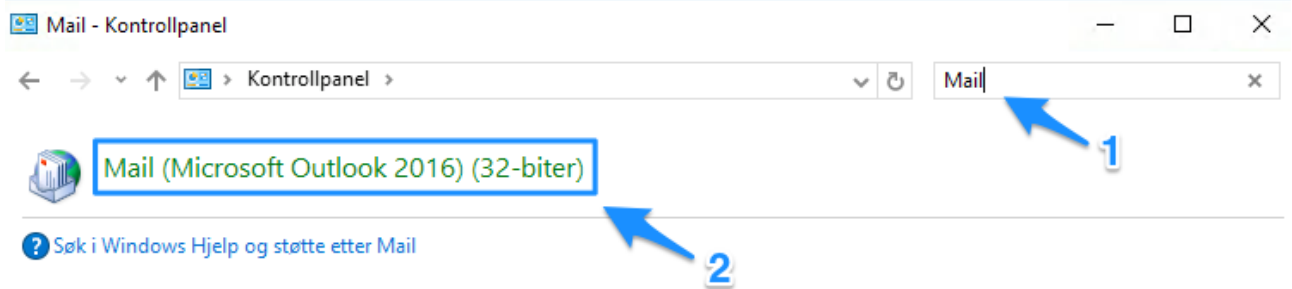 Mail - Kontrollpanel
Kontrollpanel
Mail
1
Mail (Microsoft Outlook 2016) (32-biter)
2
Søk i Windows Hjelp og støtte etter Mail